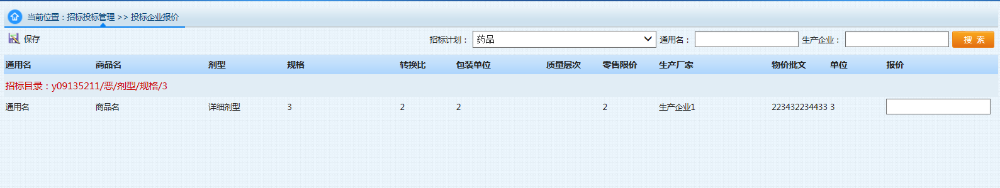 当前位置：招标投标管理 >> 投标企业报价
保存 招标计划： 药品 通用名： 生产企业： 搜 索
通用名 商品名 剂型 规格 转换比 包装单位 质量层次 零售限价 生产厂家 物价批文 单位 报价
招标目录：y09135211/恶/剂型/规格/3
通用名 商品名 详细剂型 3 2 2 2 生产企业1 223432234433 3